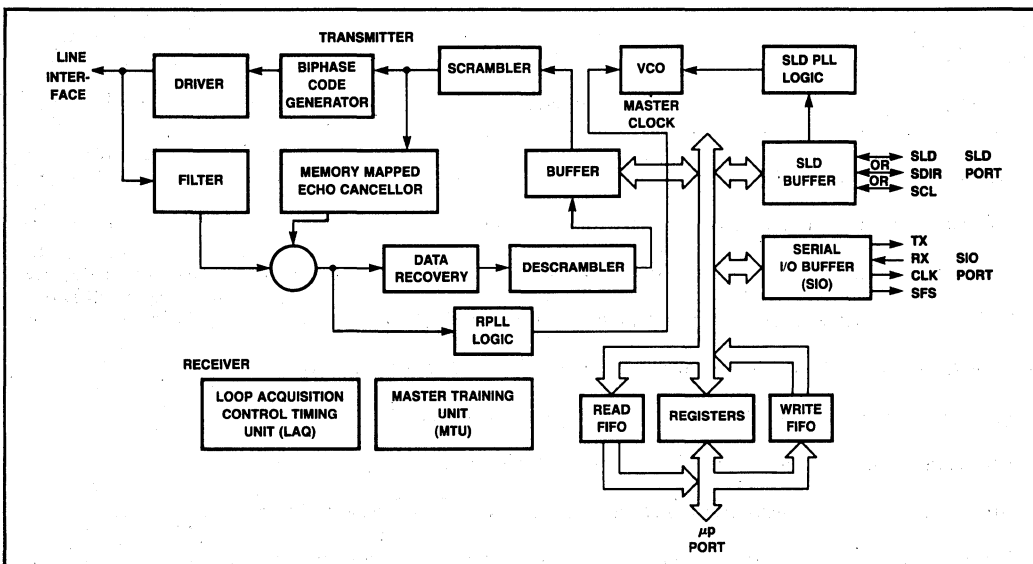 TRANSMITTER
LINE
INTER-
FACE
DRIVER
BIPHASE
CODE
GENERATOR
SCRAMBLER
VCO
MASTER
CLOCK
SLD PLL
LOGIC
FILTER
MEMORY MAPPED
ECHO CANCELLOR
BUFFER
SLD
BUFFER
SLD SLD
OR
SDIR PORT
OR
SCL
DATA
RECOVERY
DESCRAMBLER
SERIAL
I/O BUFFER
(SIO)
TX
RX SIO
CLK PORT
SFS
RPLL
LOGIC
RECEIVER
LOOP ACQUISITION
CONTROL TIMING
UNIT (LAQ)
MASTER TRAINING
UNIT
(MTU)
READ
FIFO
REGISTERS
WRITE
FIFO
μp
PORT